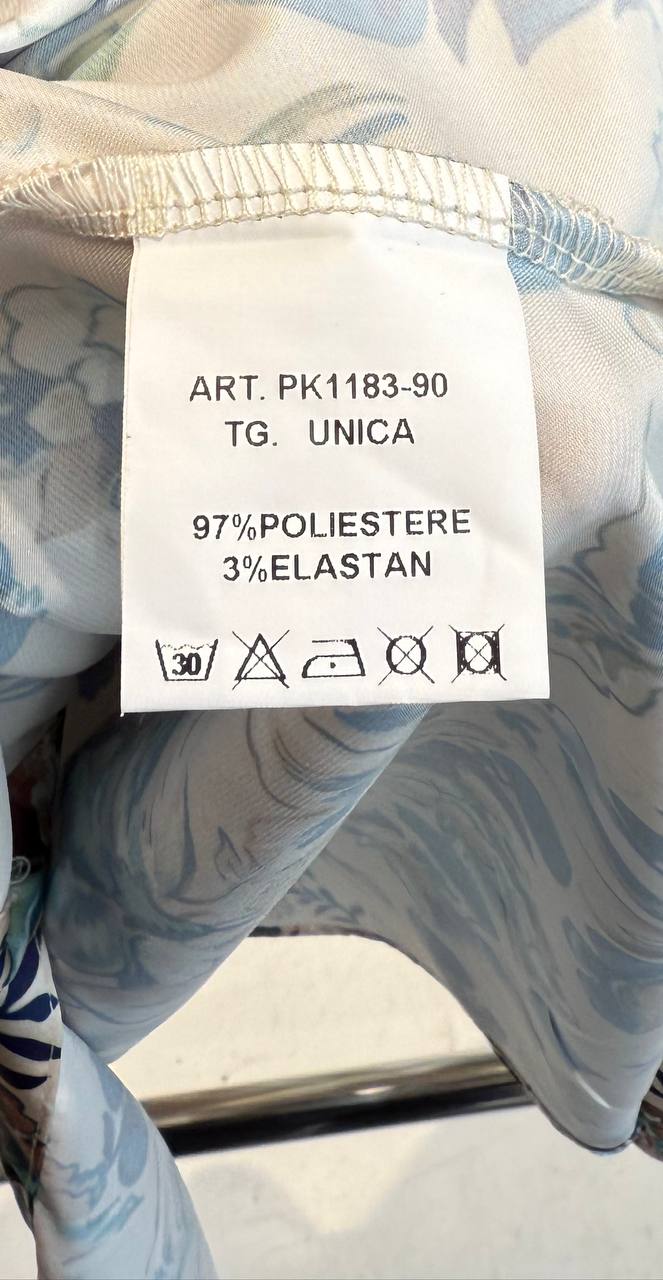 ART. PK1183-90
TG. UNICA
97%POLIESTERE
3%ELASTAN
30